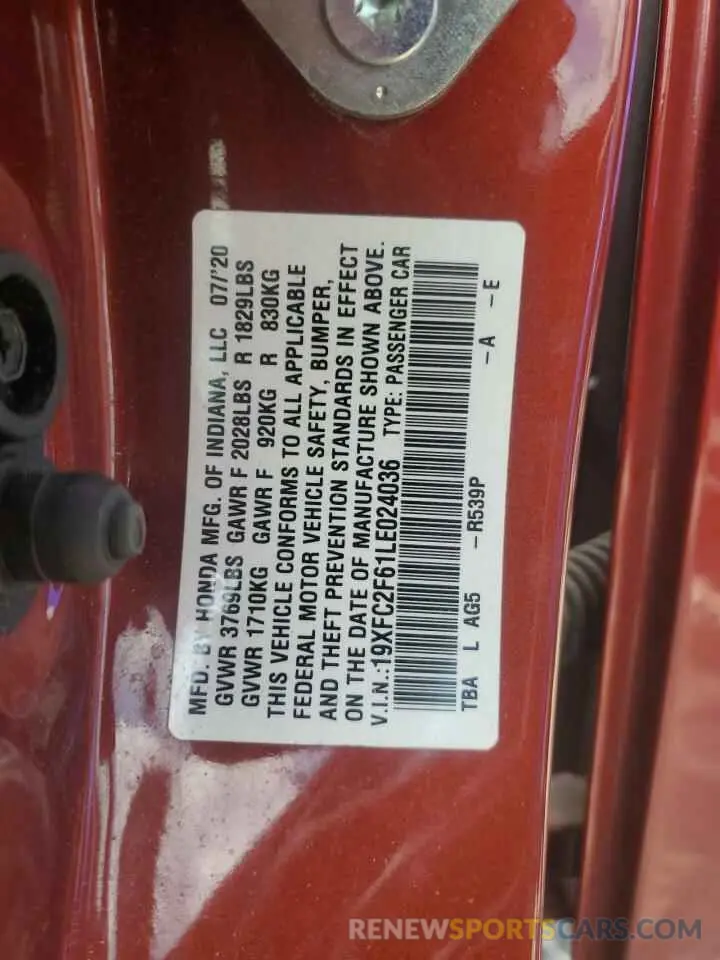 MFD. BY HONDA MFG. OF INDIANA, LLC 07/'20
GVWR 3769LBS GAWR F 2028LBS R 1829LBS
GVWR 1710KG GAWR F 920KG R 830KG
THIS VEHICLE CONFORMS TO ALL APPLICABLE
FEDERAL MOTOR VEHICLE SAFETY, BUMPER,
AND THEFT PREVENTION STANDARDS IN EFFECT
ON THE DATE OF MANUFACTURE SHOWN ABOVE.
V.I.N.:19XFC2F61LE024036 TYPE: PASSENGER CAR
TBA L AG5 -R539P -A -E
RENEWSPORTSCARS.COM